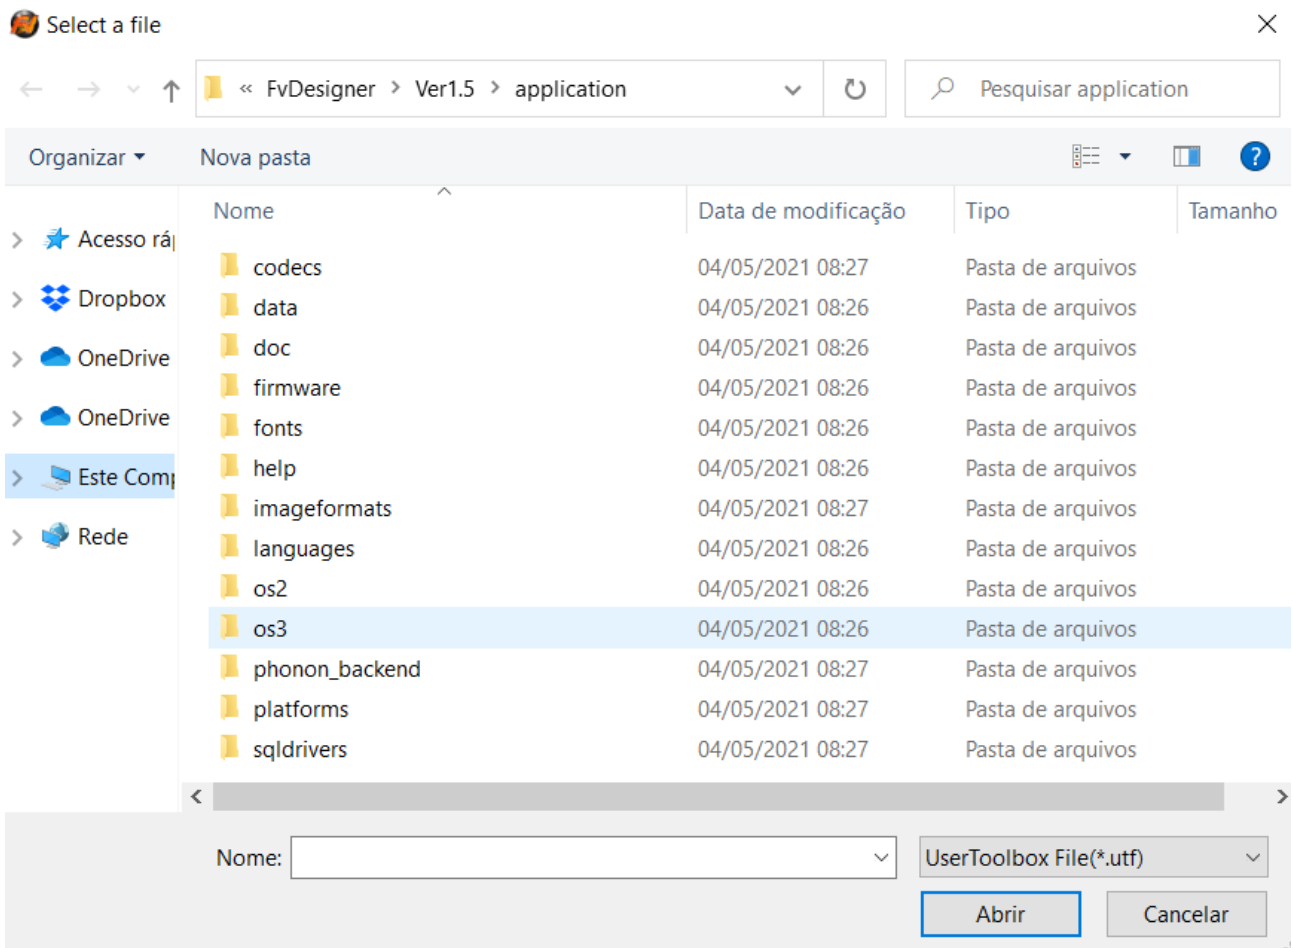 Select a file
« FvDesigner > Ver1.5 > application
Pesquisar application
Organizar
Nova pasta
Nome Data de modificação Tipo Tamanho
Acesso ráp
Dropbox
OneDrive
OneDrive
Este Comp
Rede
codecs 04/05/2021 08:27 Pasta de arquivos
data 04/05/2021 08:26 Pasta de arquivos
doc 04/05/2021 08:26 Pasta de arquivos
firmware 04/05/2021 08:26 Pasta de arquivos
fonts 04/05/2021 08:26 Pasta de arquivos
help 04/05/2021 08:26 Pasta de arquivos
imageformats 04/05/2021 08:27 Pasta de arquivos
languages 04/05/2021 08:26 Pasta de arquivos
os2 04/05/2021 08:26 Pasta de arquivos
os3 04/05/2021 08:26 Pasta de arquivos
phonon_backend 04/05/2021 08:27 Pasta de arquivos
platforms 04/05/2021 08:27 Pasta de arquivos
sqldrivers 04/05/2021 08:27 Pasta de arquivos
Nome:
UserToolbox File(*.utf)
Abrir
Cancelar